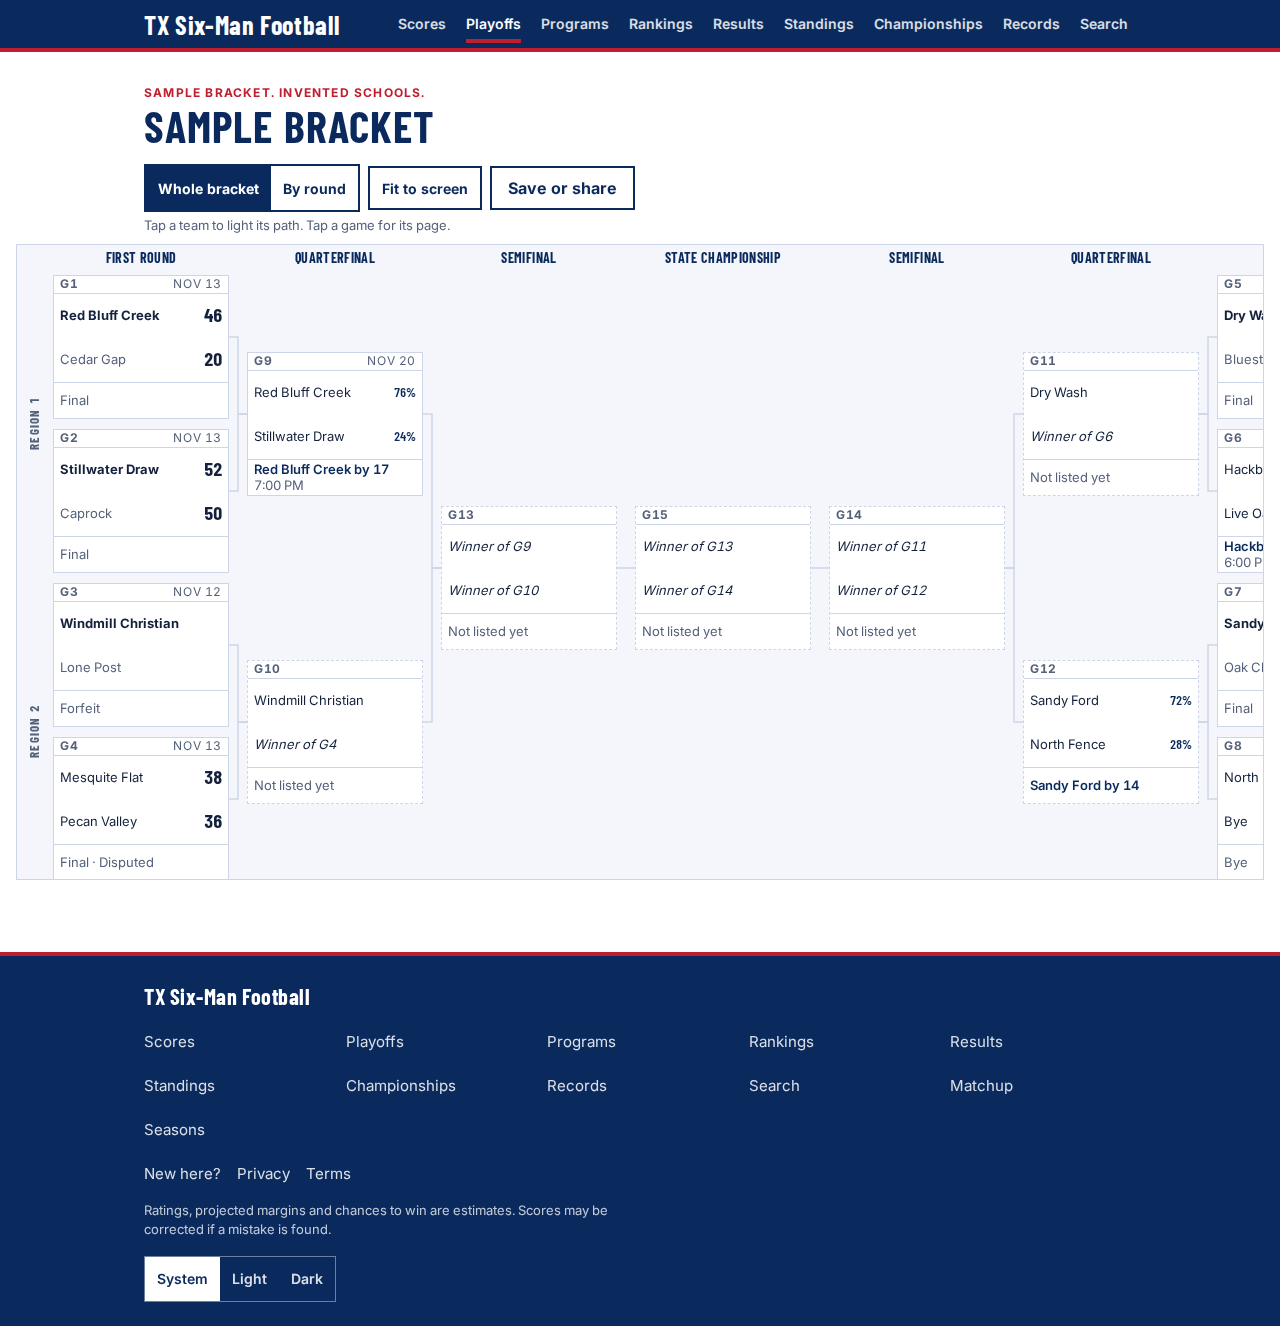 TX Six-Man Football
Scores Playoffs Programs Rankings Results Standings Championships Records Search
SAMPLE BRACKET. INVENTED SCHOOLS.
SAMPLE BRACKET
Whole bracket By round Fit to screen Save or share
Tap a team to light its path. Tap a game for its page.
FIRST ROUND QUARTERFINAL SEMIFINAL STATE CHAMPIONSHIP SEMIFINAL QUARTERFINAL
REGION 1
G1 NOV 13
Red Bluff Creek 46
Cedar Gap 20
Final
G2 NOV 13
Stillwater Draw 52
Caprock 50
Final
REGION 2
G3 NOV 12
Windmill Christian
Lone Post
Forfeit
G4 NOV 13
Mesquite Flat 38
Pecan Valley 36
Final · Disputed
G9 NOV 20
Red Bluff Creek 76%
Stillwater Draw 24%
Red Bluff Creek by 17
7:00 PM
G10
Windmill Christian
Winner of G4
Not listed yet
G13
Winner of G9
Winner of G10
Not listed yet
G15
Winner of G13
Winner of G14
Not listed yet
G14
Winner of G11
Winner of G12
Not listed yet
G11
Dry Wash
Winner of G6
Not listed yet
G12
Sandy Ford 72%
North Fence 28%
Sandy Ford by 14
G5
Dry
Final
G6
Live
6:00
G7
Sandy
Oak
Final
G8
North
Bye
Bye
TX Six-Man Football
Scores Playoffs Programs Rankings Results
Standings Championships Records Search Matchup
Seasons
New here? Privacy Terms
Ratings, projected margins and chances to win are estimates. Scores may be
corrected if a mistake is found.
System Light Dark